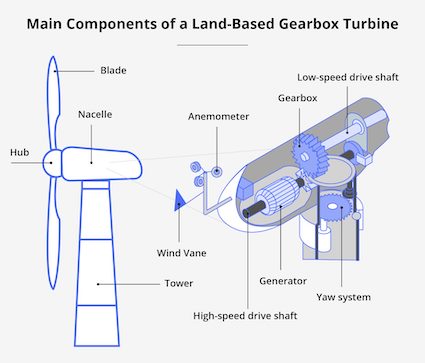 Main Components of a Land-Based Gearbox Turbine
Blade
Low-speed drive shaft
Gearbox
Nacelle
Anemometer
Hub
Wind Vane
Tower
Generator
Yaw system
High-speed drive shaft